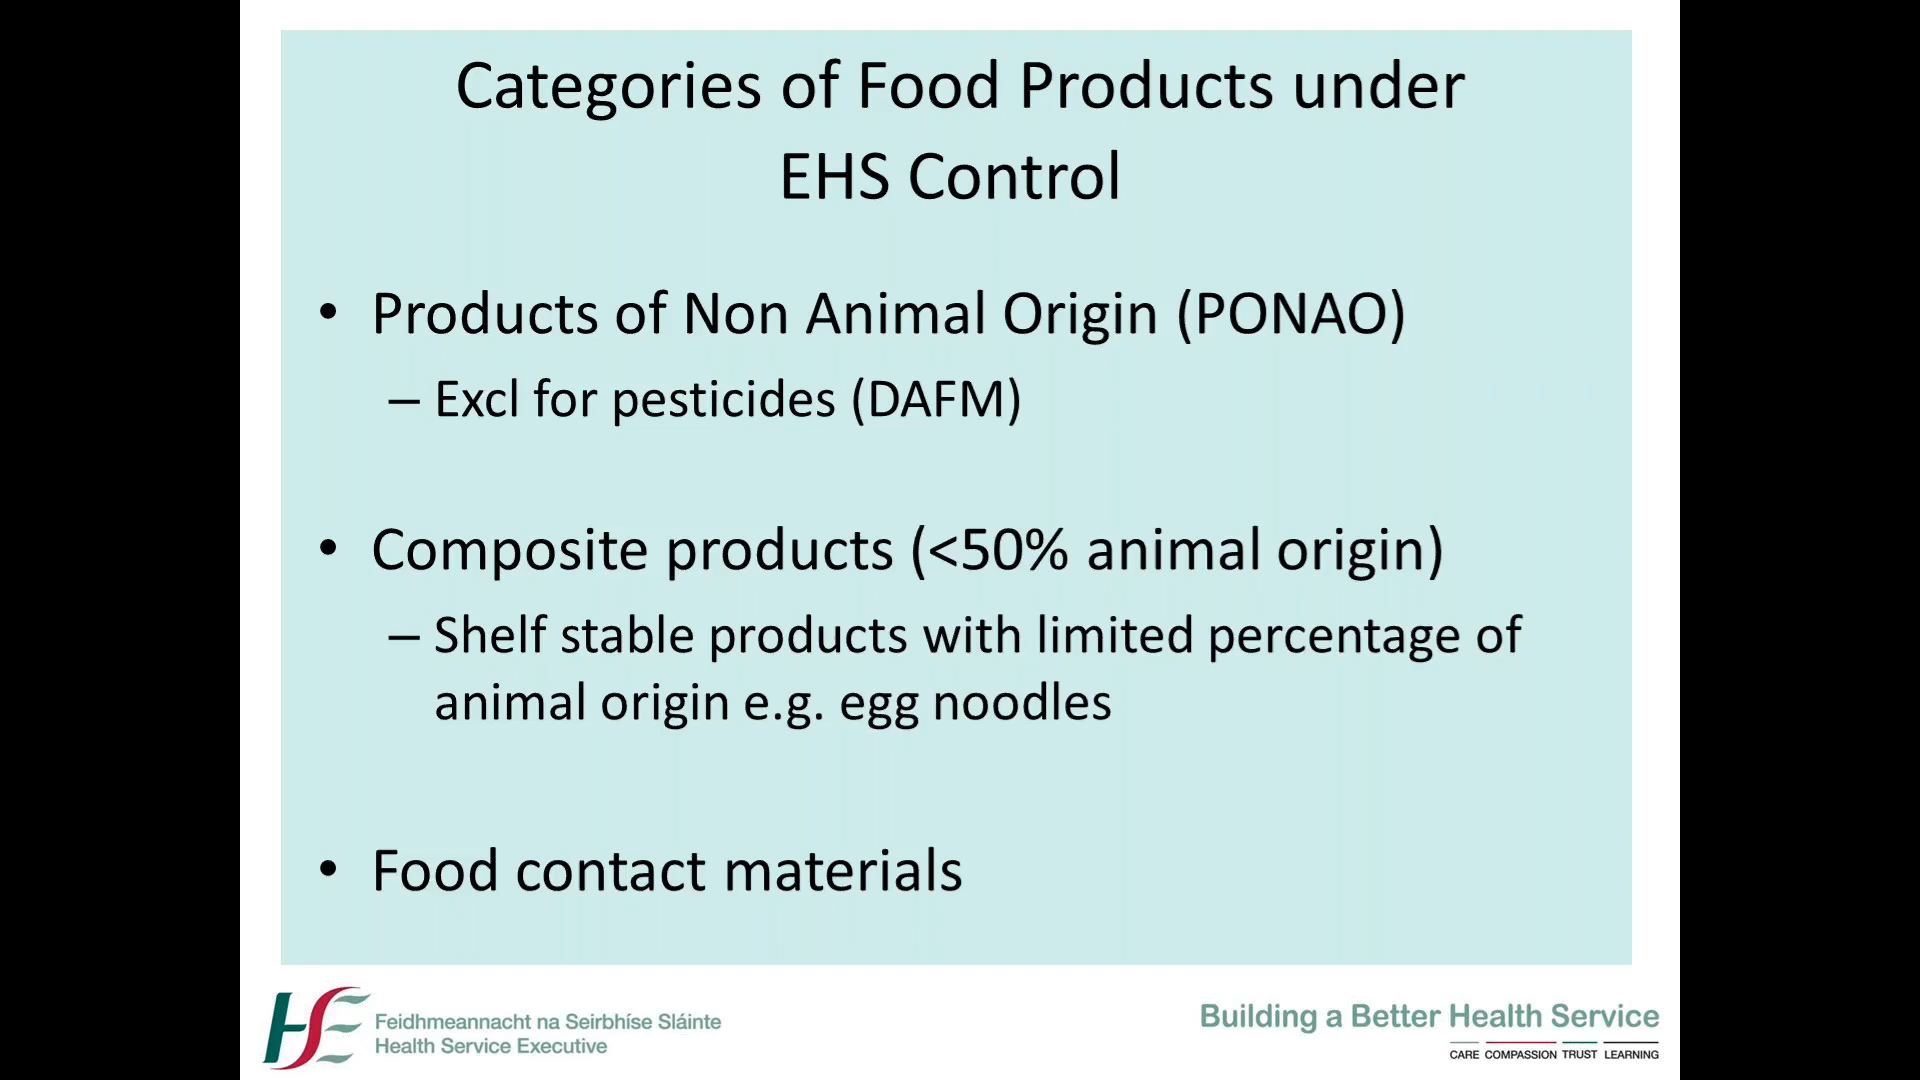 Categories of Food Products under
EHS Control
• Products of Non Animal Origin (PONAO)
– Excl for pesticides (DAFM)
• Composite products (<50% animal origin)
– Shelf stable products with limited percentage of
animal origin e.g. egg noodles
• Food contact materials
HSE
Feidhmeannacht na Seirbhíse Sláinte
Health Service Executive
Building a Better Health Service
CARE COMPASSION TRUST LEARNING